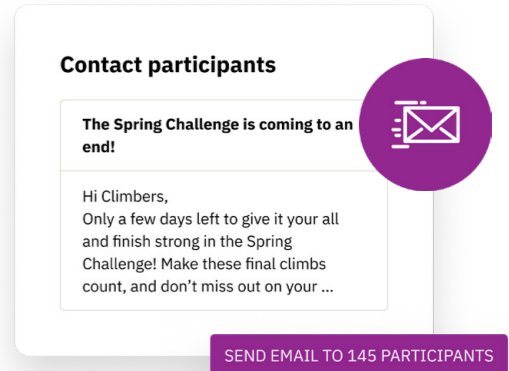 Contact participants
The Spring Challenge is coming to an
end!
Hi Climbers,
Only a few days left to give it your all
and finish strong in the Spring
Challenge! Make these final climbs
count, and don’t miss out on your ...
SEND EMAIL TO 145 PARTICIPANTS